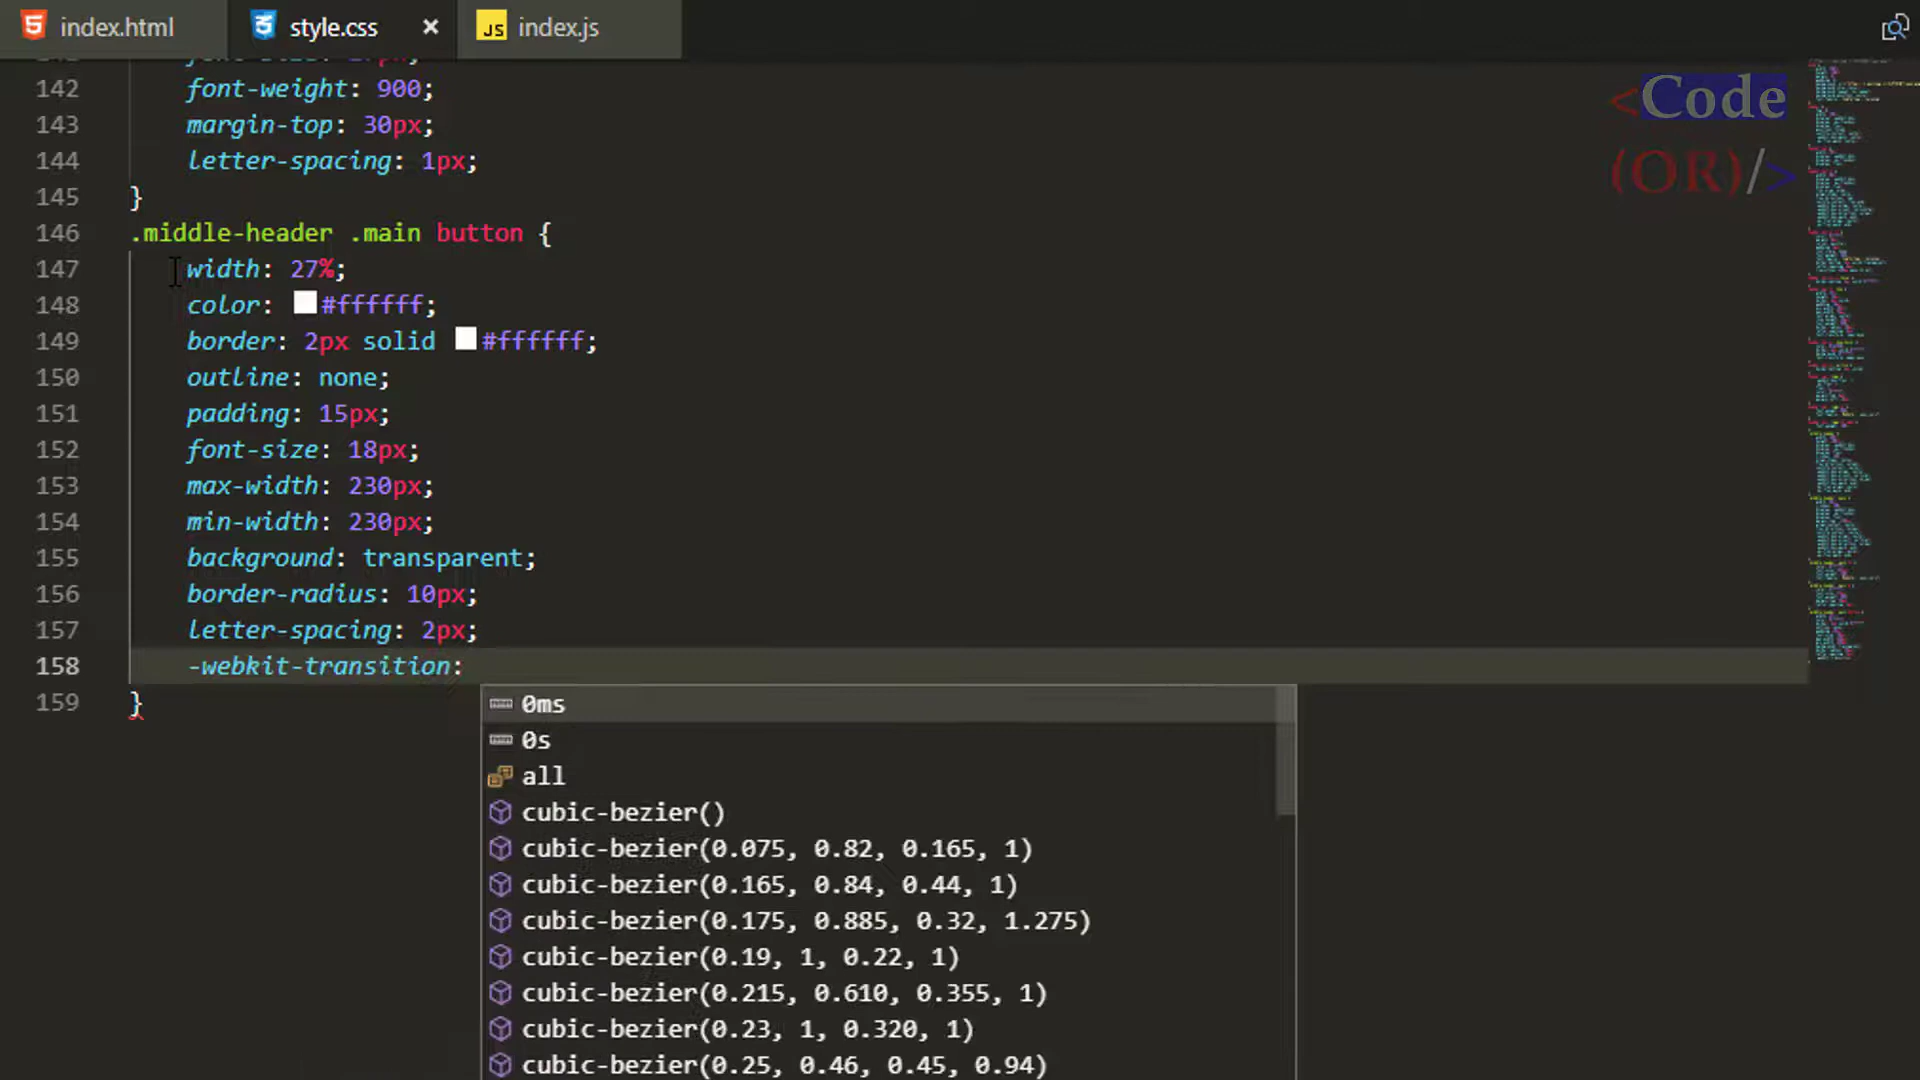 index.html
style.css
JS index.js
<Code
(OR)/>
142 font-weight: 900;
143 margin-top: 30px;
144 letter-spacing: 1px;
145 }
146 .middle-header .main button {
147 width: 27%;
148 color: #ffffff;
149 border: 2px solid #ffffff;
150 outline: none;
151 padding: 15px;
152 font-size: 18px;
153 max-width: 230px;
154 min-width: 230px;
155 background: transparent;
156 border-radius: 10px;
157 letter-spacing: 2px;
158 -webkit-transition:
159 }
0ms
0s
all
cubic-bezier()
cubic-bezier(0.075, 0.82, 0.165, 1)
cubic-bezier(0.165, 0.84, 0.44, 1)
cubic-bezier(0.175, 0.885, 0.32, 1.275)
cubic-bezier(0.19, 1, 0.22, 1)
cubic-bezier(0.215, 0.610, 0.355, 1)
cubic-bezier(0.23, 1, 0.320, 1)
cubic-bezier(0.25, 0.46, 0.45, 0.94)